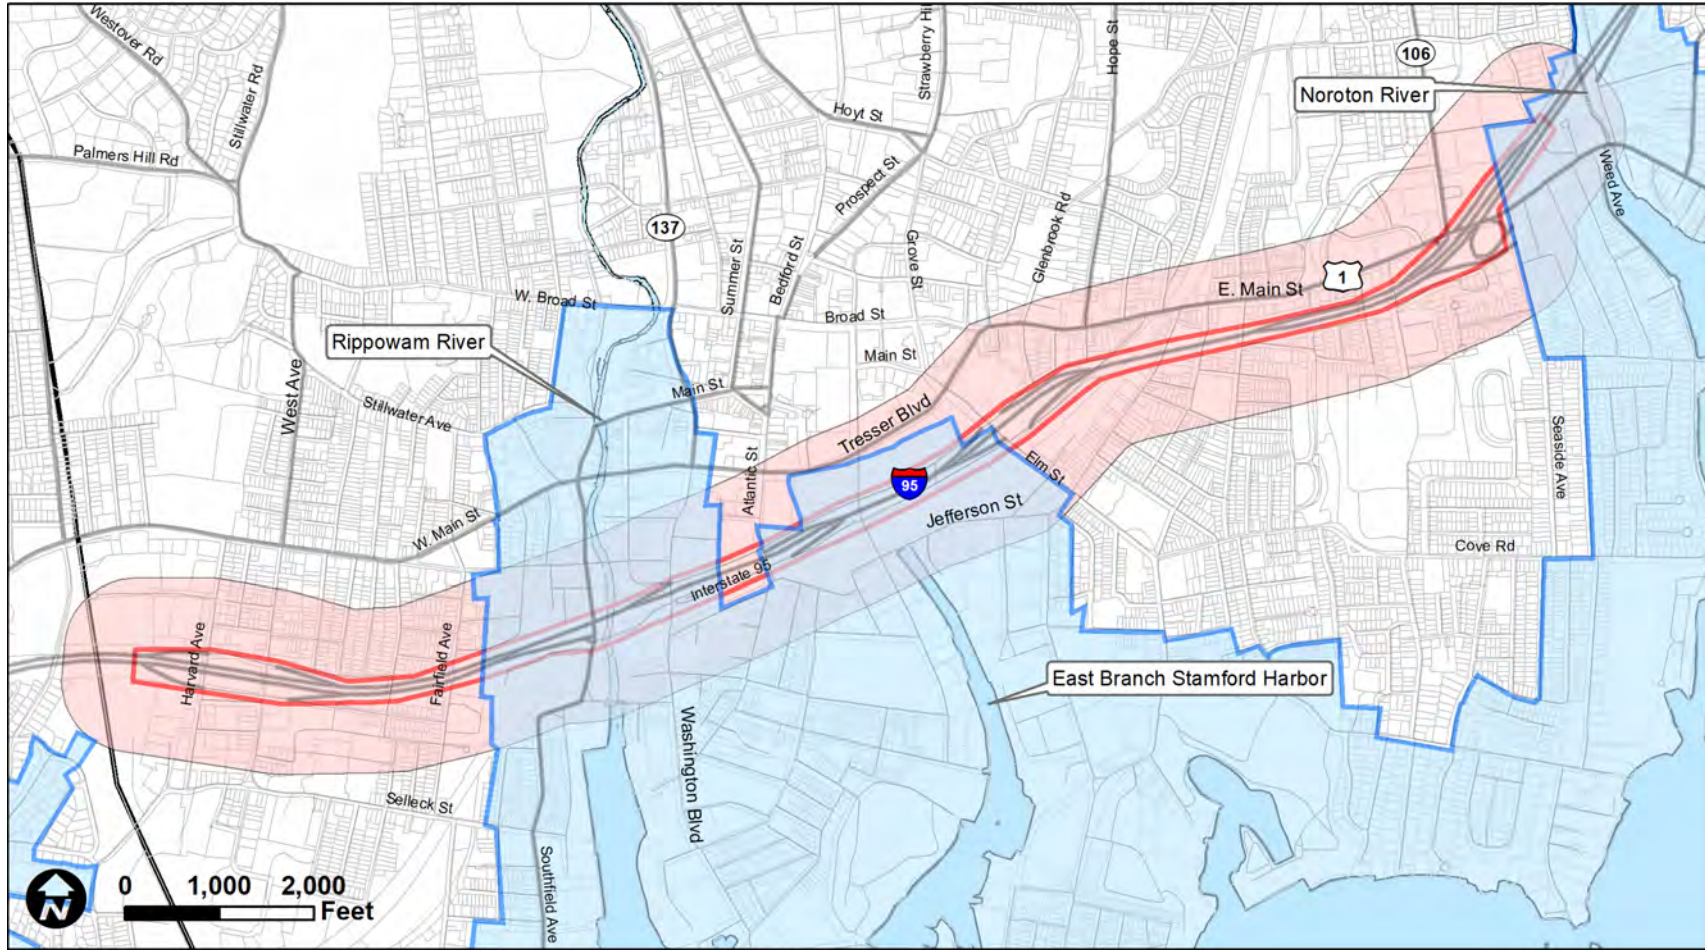 Westover Rd
Stillwater Rd
Palmers Hill Rd
Strawberry Hil
Hope St
106
Noroton River
Hoyt St
Prospect St
Weed Ave
137
Summer St
Bedford St
Grove St
Glenbrook Rd
W. Broad St
Broad St
1
E. Main St
Rippowam River
Main St
Main St
West Ave
Stillwater Ave
Tresser Blvd
Atlantic St
Elm St
Seaside Ave
95
Jefferson St
W. Main St
Cove Rd
Interstate 95
Harvard Ave
Fairfield Ave
East Branch Stamford Harbor
Washington Blvd
Selleck St
Southfield Ave
N
0 1,000 2,000
Feet